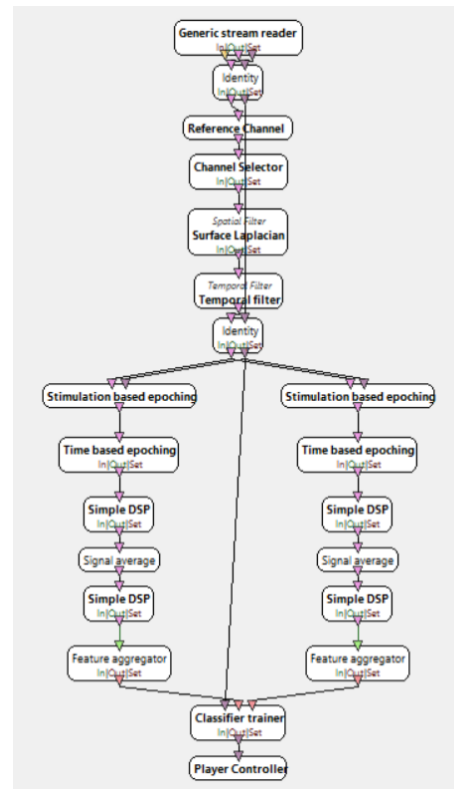 Generic stream reader
In|Out|Set
Identity
In|Out|Set
Reference Channel
Channel Selector
In|Out|Set
Spatial Filter
Surface Laplacian
In|Out|Set
Temporal Filter
Temporal filter
Identity
In|Out|Set
Stimulation based epoching
Stimulation based epoching
Time based epoching
In|Out|Set
Time based epoching
In|Out|Set
Simple DSP
In|Out|Set
Simple DSP
In|Out|Set
Signal average
Signal average
Simple DSP
In|Out|Set
Simple DSP
In|Out|Set
Feature aggregator
In|Out|Set
Feature aggregator
In|Out|Set
Classifier trainer
In|Out|Set
Player Controller